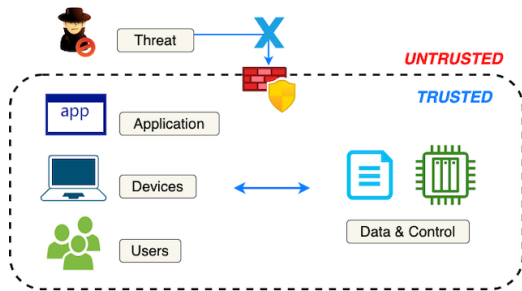 Threat
UNTRUSTED
TRUSTED
app
Application
Devices
Users
Data & Control